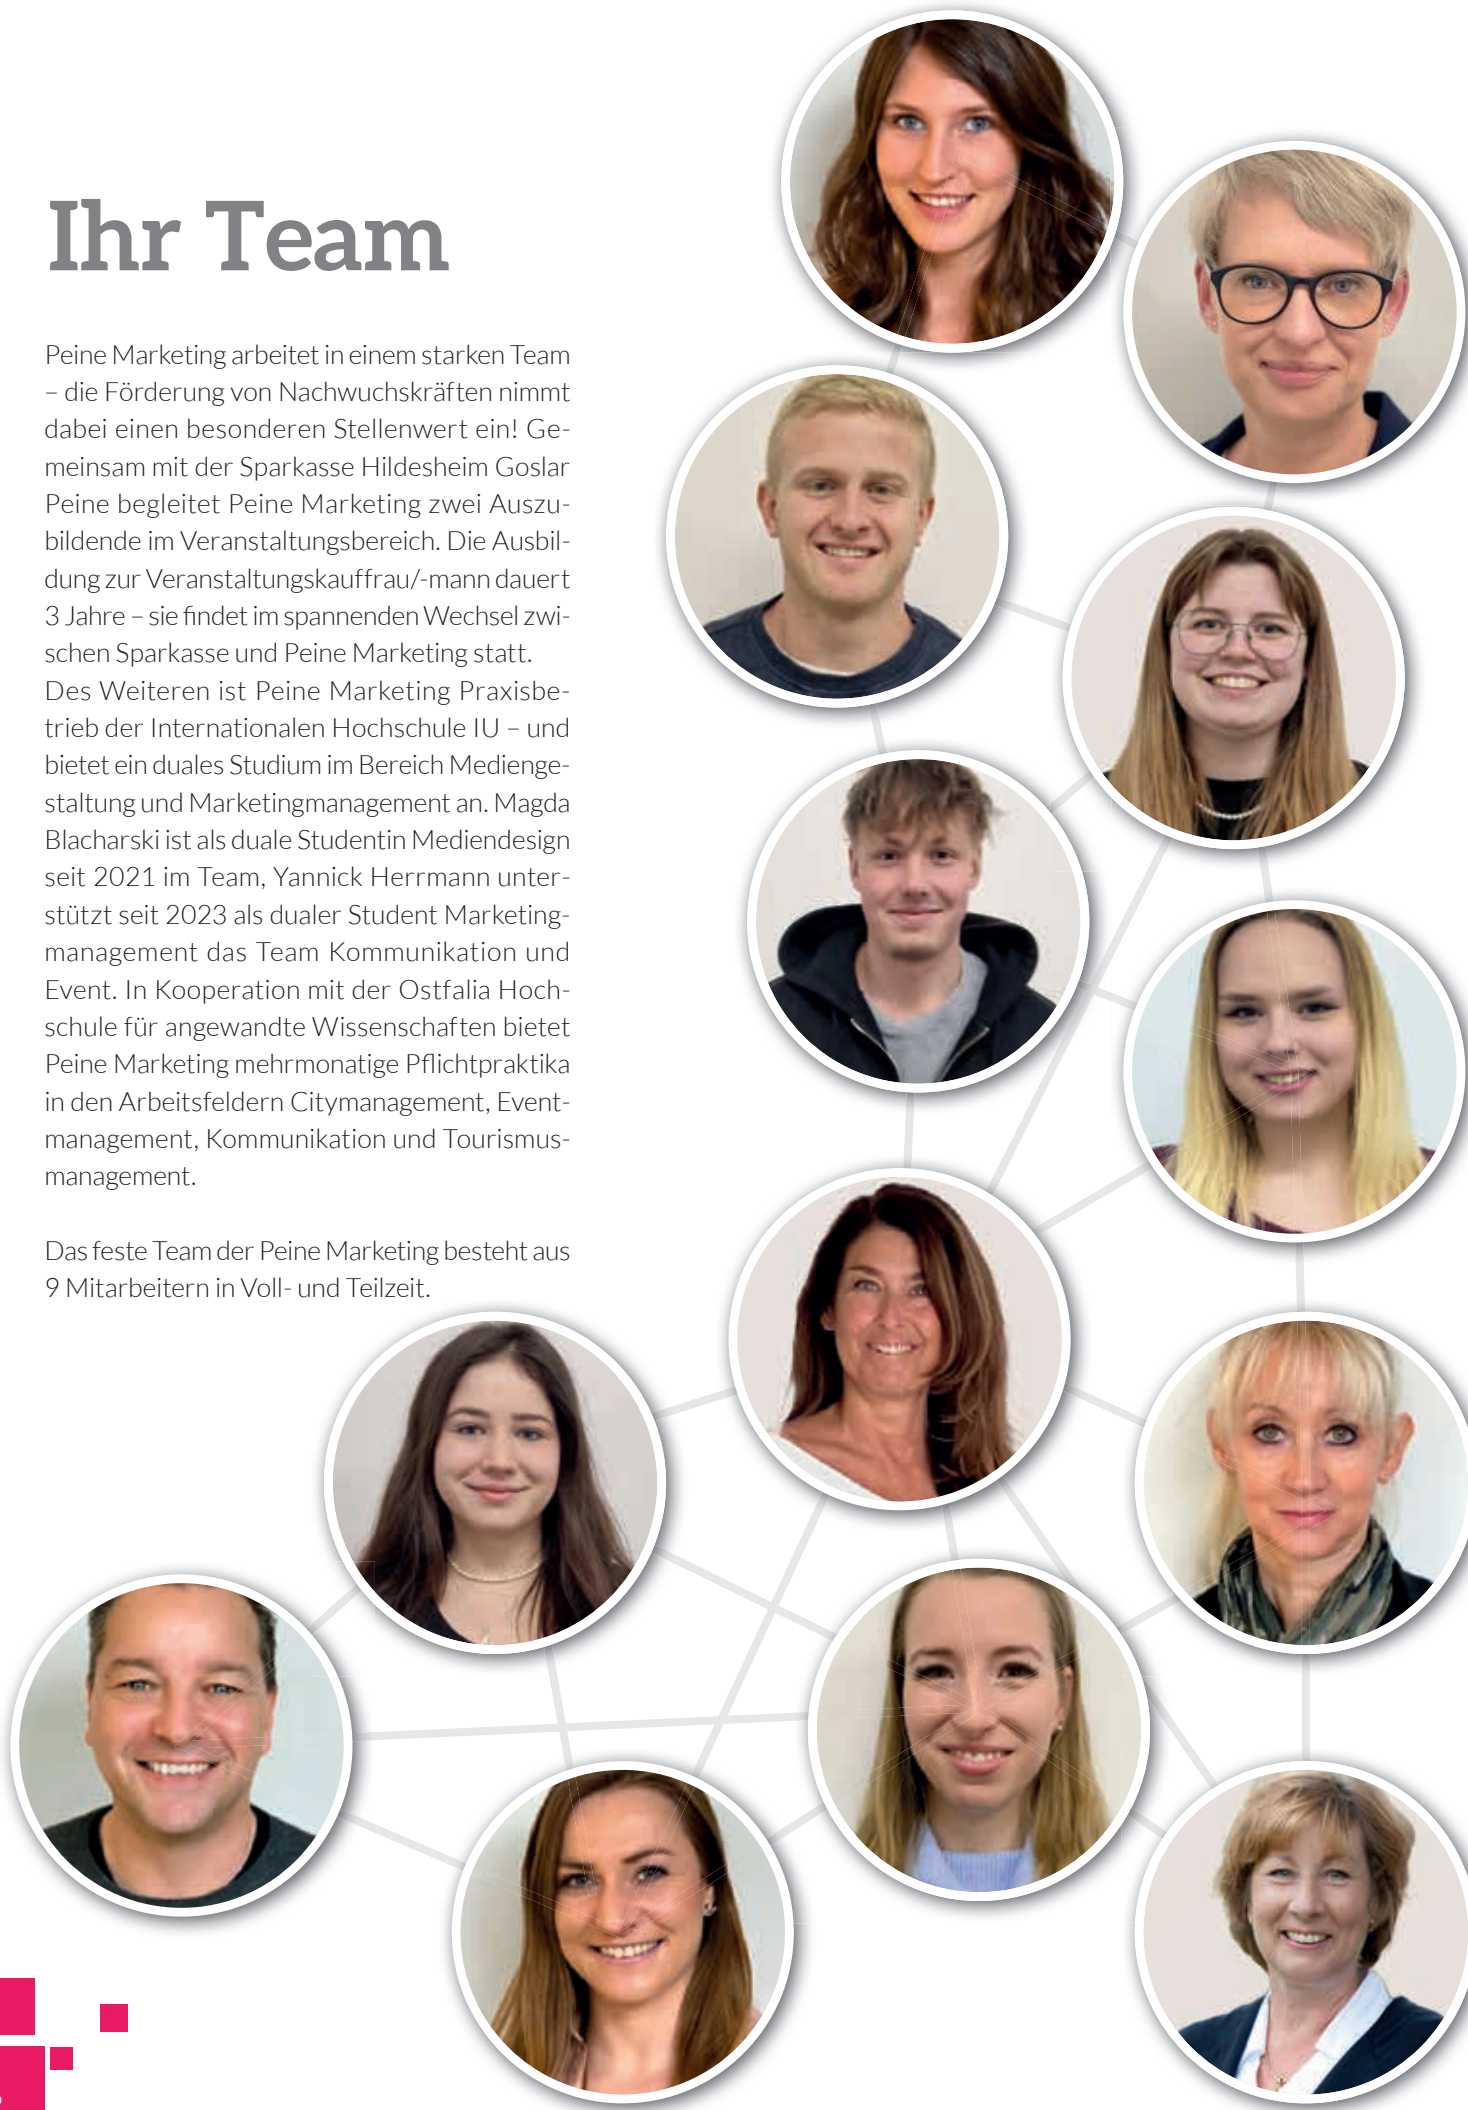 Ihr Team
Peine Marketing arbeitet in einem starken Team
– die Förderung von Nachwuchskräften nimmt
dabei einen besonderen Stellenwert ein! Ge-
meinsam mit der Sparkasse Hildesheim Goslar
Peine begleitet Peine Marketing zwei Auszu-
bildende im Veranstaltungsbereich. Die Ausbil-
dung zur Veranstaltungskauffrau/-mann dauert
3 Jahre – sie findet im spannenden Wechsel zwi-
schen Sparkasse und Peine Marketing statt.
Des Weiteren ist Peine Marketing Praxisbe-
trieb der Internationalen Hochschule IU – und
bietet ein duales Studium im Bereich Medienge-
staltung und Marketingmanagement an. Magda
Blacharski ist als duale Studentin Mediendesign
seit 2021 im Team, Yannick Herrmann unter-
stützt seit 2023 als dualer Student Marketing-
management das Team Kommunikation und
Event. In Kooperation mit der Ostfalia Hoch-
schule für angewandte Wissenschaften bietet
Peine Marketing mehrmonatige Pflichtpraktika
in den Arbeitsfeldern Citymanagement, Event-
management, Kommunikation und Tourismus-
management.
Das feste Team der Peine Marketing besteht aus
9 Mitarbeitern in Voll- und Teilzeit.